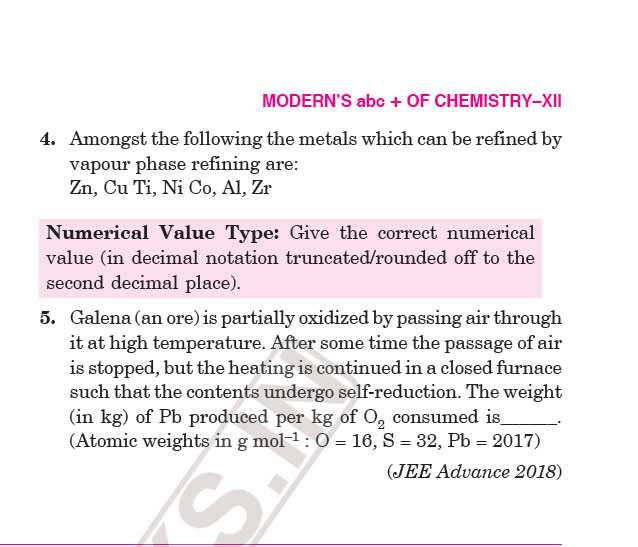 MODERN'S abc + OF CHEMISTRY–XII
4. Amongst the following the metals which can be refined by
vapour phase refining are:
Zn, Cu Ti, Ni Co, Al, Zr
Numerical Value Type: Give the correct numerical
value (in decimal notation truncated/rounded off to the
second decimal place).
5. Galena (an ore) is partially oxidized by passing air through
it at high temperature. After some time the passage of air
is stopped, but the heating is continued in a closed furnace
such that the contents undergo self-reduction. The weight
(in kg) of Pb produced per kg of O₂ consumed is______.
(Atomic weights in g mol⁻¹ : O = 16, S = 32, Pb = 2017)
(JEE Advance 2018)
S.IN